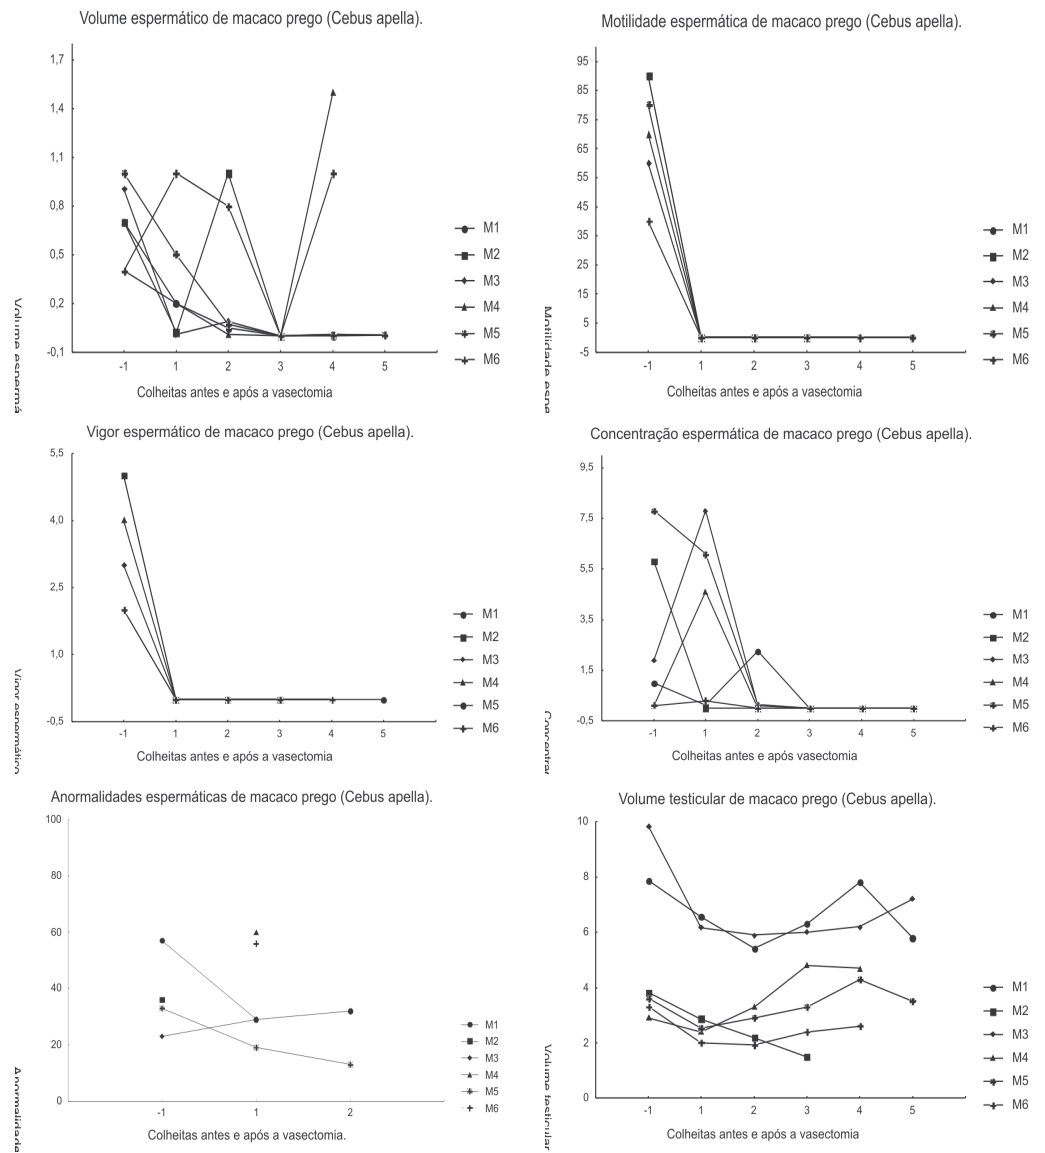 Volume espermático de macaco prego (Cebus apella).
1,7
1,4
1,1
0,8
0,5
0,2
-0,1
-1 1 2 3 4 5
Colheitas antes e após a vasectomia
M1
M2
M3
M4
M5
M6
Motilidade espermática de macaco prego (Cebus apella).
95
85
75
65
55
45
35
25
15
5
-5
-1 1 2 3 4 5
Colheitas antes e após a vasectomia
M1
M2
M3
M4
M5
M6
Vigor espermático de macaco prego (Cebus apella).
5,5
4,0
2,5
1,0
-0,5
-1 1 2 3 4 5
Colheitas antes e após a vasectomia
M1
M2
M3
M4
M5
M6
Concentração espermática de macaco prego (Cebus apella).
9,5
7,5
5,5
3,5
1,5
-0,5
-1 1 2 3 4 5
Colheitas antes e após vasectomia
M1
M2
M3
M4
M5
M6
Anormalidades espermáticas de macaco prego (Cebus apella).
100
60
40
20
0
-1 1 2
Colheitas antes e após a vasectomia.
M1
M2
M3
M4
M5
M6
Volume testicular de macaco prego (Cebus apella).
10
8
6
4
2
0
-1 1 2 3 4 5
Colheitas antes e após a vasectomia
M1
M2
M3
M4
M5
M6